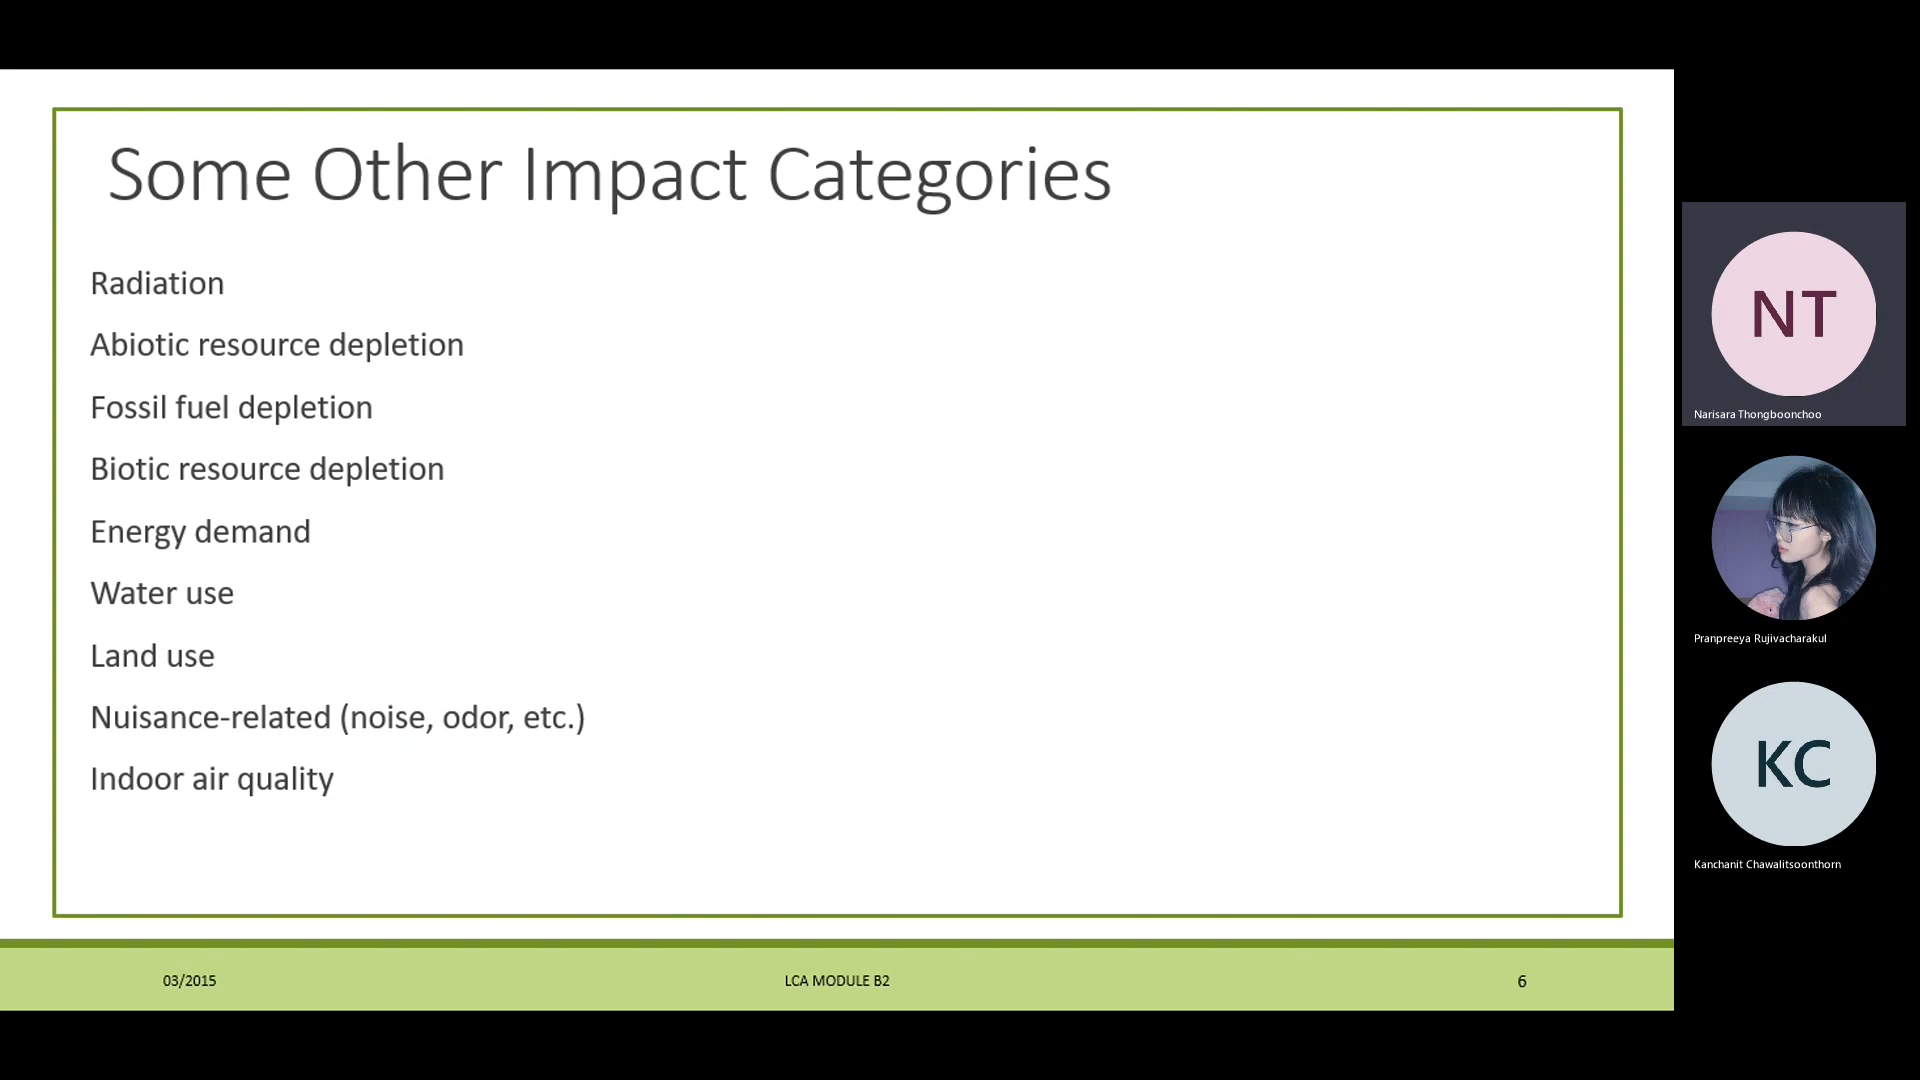 Some Other Impact Categories
Radiation
Abiotic resource depletion
Fossil fuel depletion
Biotic resource depletion
Energy demand
Water use
Land use
Nuisance-related (noise, odor, etc.)
Indoor air quality
03/2015
LCA MODULE B2
6
NT
Narisara Thongboonchoo
Pranpreeya Rujivacharakul
KC
Kanchanit Chawalitsoonthorn